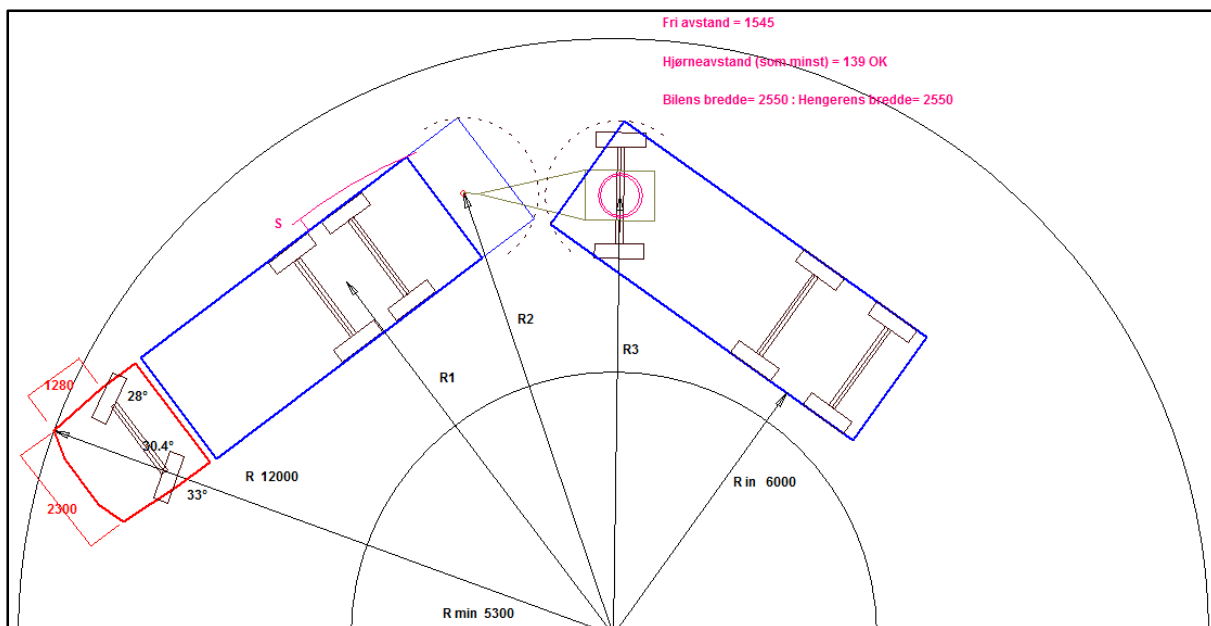 Fri avstand = 1545
Hjørneavstand (som minst) = 139 OK
Bilens bredde= 2550 : Hengerens bredde= 2550
S
R2
R3
R1
1280
28°
30.4°
R 12000
33°
2300
R in 6000
R min 5300